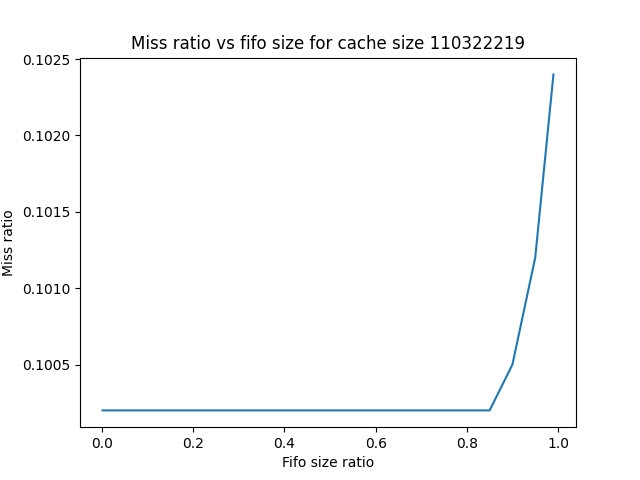 Miss ratio vs fifo size for cache size 110322219
0.1025
0.1020
0.1015
0.1010
0.1005
Miss ratio
0.0 0.2 0.4 0.6 0.8 1.0
Fifo size ratio